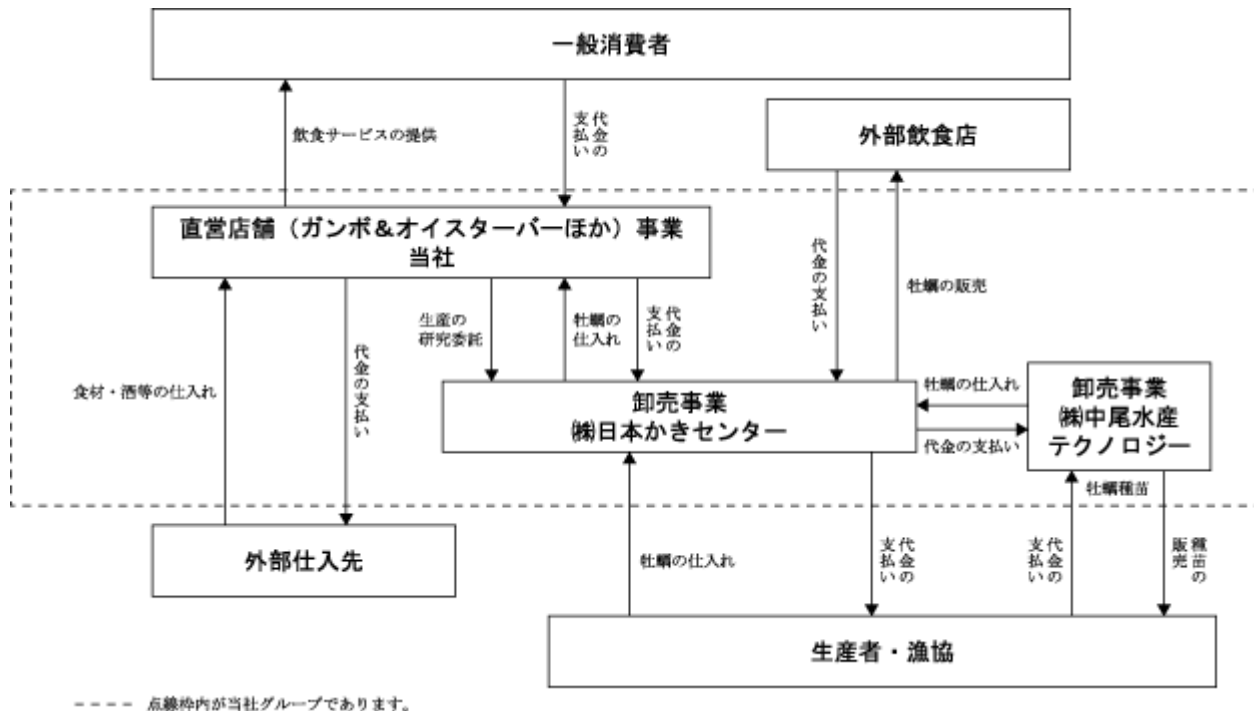 一般消費者
飲食サービスの提供
代金の
支払い
外部飲食店
直営店舗（ガンボ&オイスターバーほか）事業
当社
代金の支払い
牡蠣の販売
生産の
研究委託
牡蠣の
仕入れ
代金の
支払い
食材・酒等の仕入れ
代金の支払い
卸売事業
㈱日本かきセンター
牡蠣の仕入れ
代金の支払い
卸売事業
㈱中尾水産
テクノロジー
牡蠣種苗
外部仕入先
牡蠣の仕入れ
代金の
支払い
代金の
支払い
種苗の
販売
生産者・漁協
---- 点線枠内が当社グループであります。